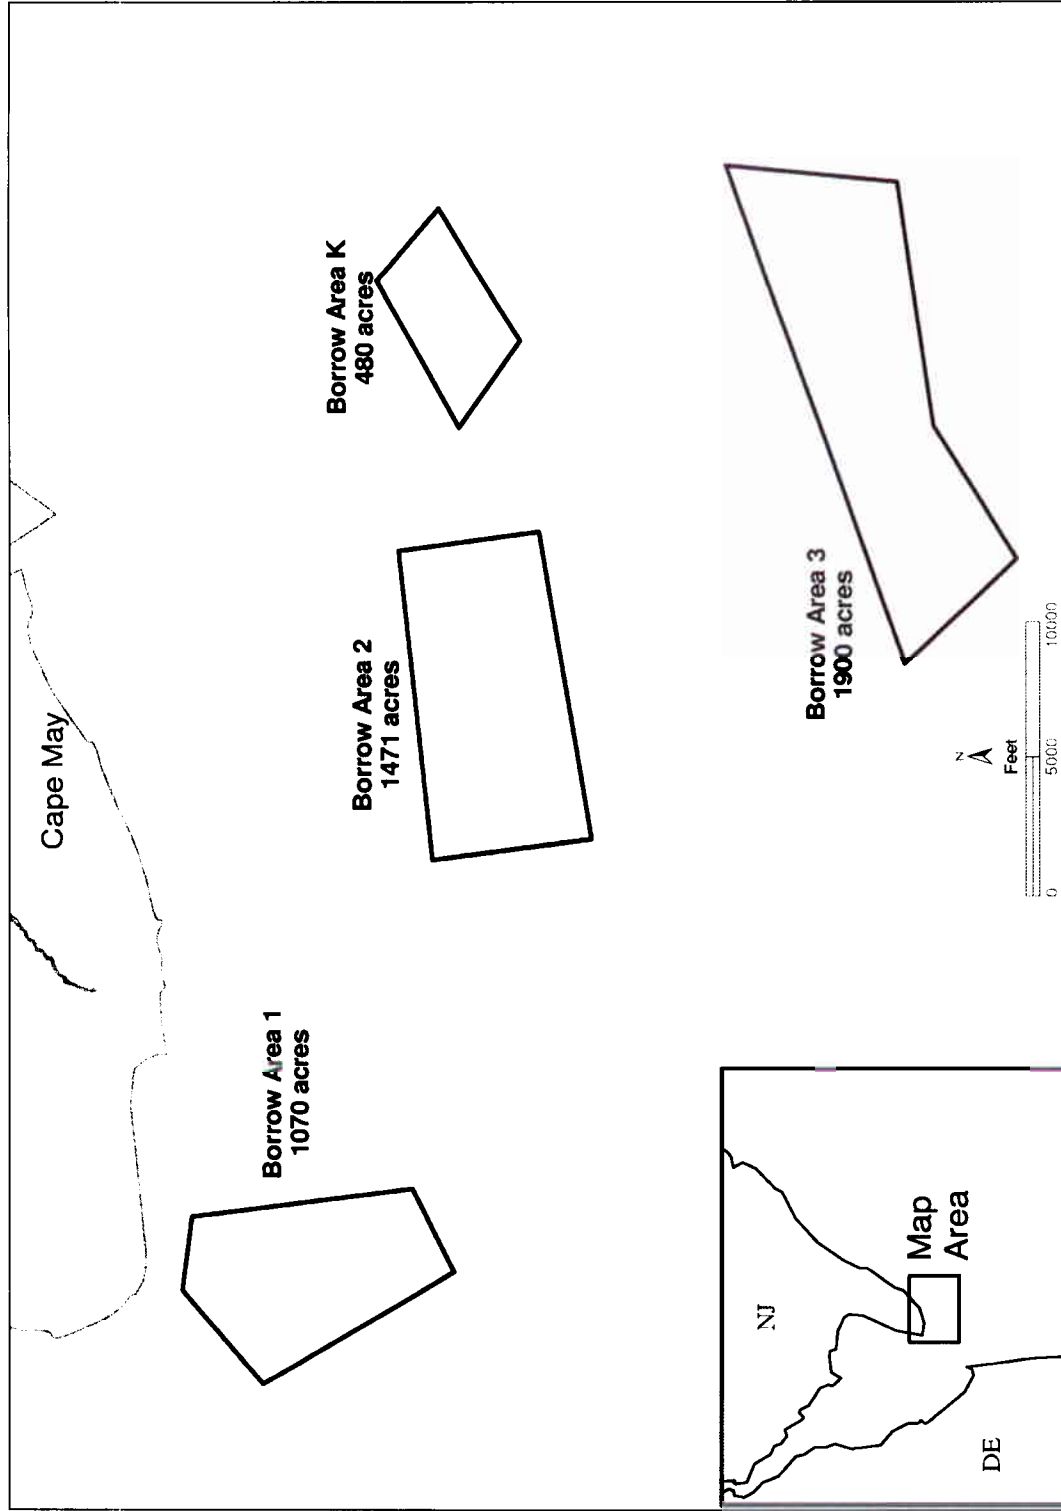 Cape May
Borrow Area 1
1070 acres
Borrow Area 2
1471 acres
Borrow Area K
480 acres
Borrow Area 3
1900 acres
N
Feet
0 5000 10000
NJ
DE
Map
Area